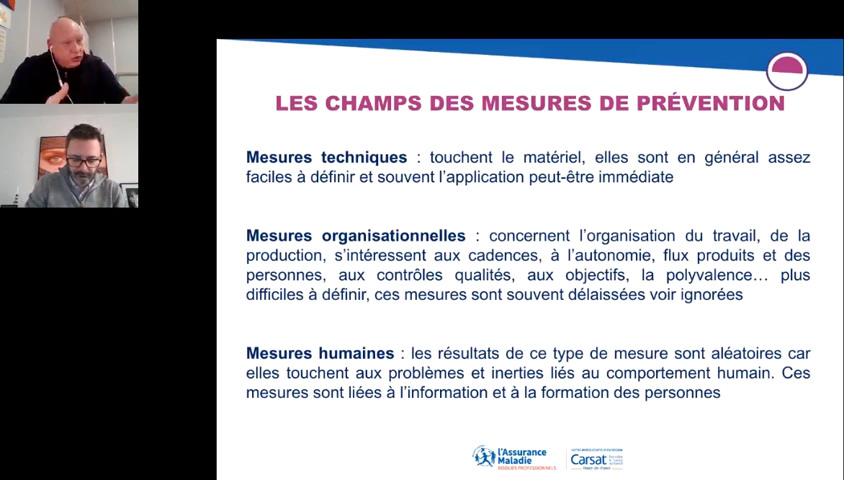 LES CHAMPS DES MESURES DE PRÉVENTION
Mesures techniques : touchent le matériel, elles sont en général assez
faciles à définir et souvent l'application peut-être immédiate
Mesures organisationnelles : concernent l'organisation du travail, de la
production, s'intéressent aux cadences, à l'autonomie, flux produits et des
personnes, aux contrôles qualités, aux objectifs, la polyvalence… plus
difficiles à définir, ces mesures sont souvent délaissées voir ignorées
Mesures humaines : les résultats de ce type de mesure sont aléatoires car
elles touchent aux problèmes et inerties liés au comportement humain. Ces
mesures sont liées à l'information et à la formation des personnes
l'Assurance
Maladie
RISQUES PROFESSIONNELS
Carsat